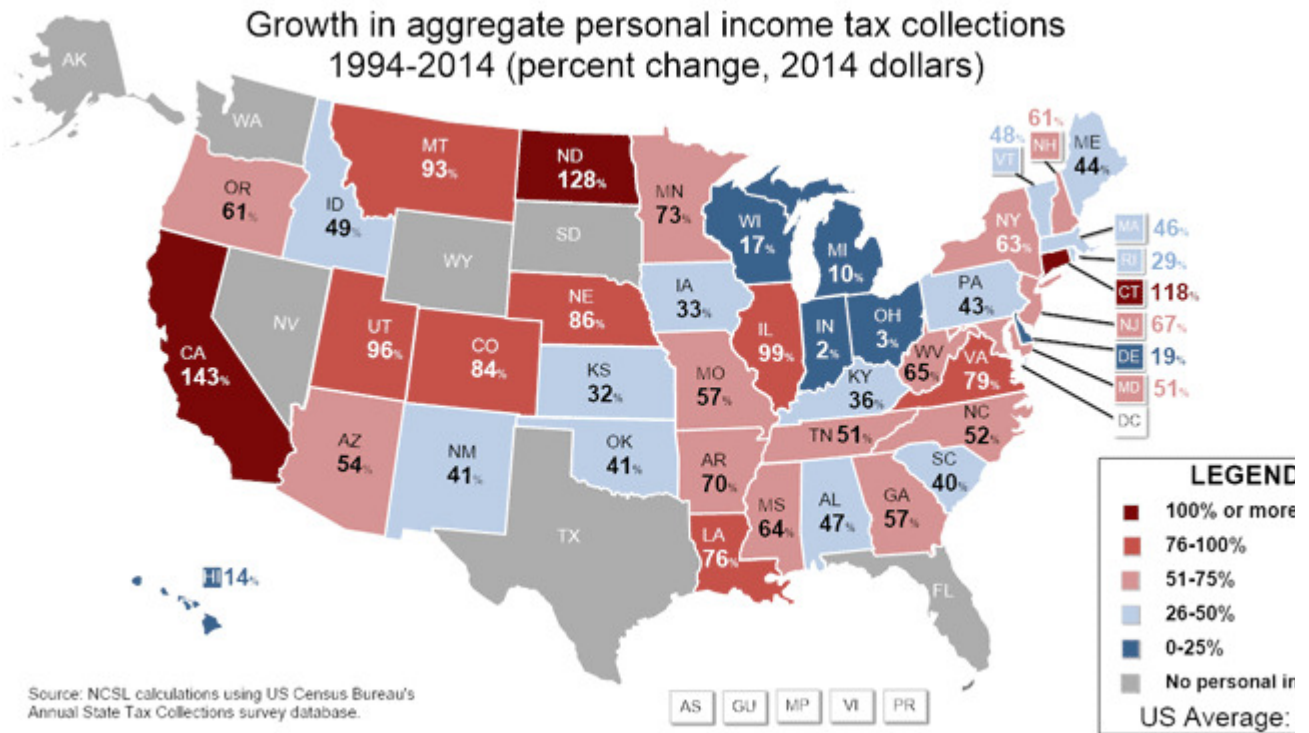 Growth in aggregate personal income tax collections
1994-2014 (percent change, 2014 dollars)
AK
WA
MT
93%
ND
128%
MN
73%
OR
61%
ID
49%
WI
17%
MI
10%
48%
VT
61%
NH
ME
44%
NY
63%
MA 46%
RI 29%
CT 118%
NJ 67%
DE 19%
MD 51%
DC
SD
WY
NV
CA
143%
UT
96%
CO
84%
NE
86%
IA
33%
IL
99%
IN
2%
OH
3%
PA
43%
WV
65%
VA
79%
KS
32%
MO
57%
KY
36%
AZ
54%
NM
41%
OK
41%
AR
70%
TN 51%
NC
52%
SC
40%
MS
64%
AL
47%
GA
57%
LA
76%
TX
FL
HI 14%
LEGEND
100% or more
76-100%
51-75%
26-50%
0-25%
No personal in
US Average:
Source: NCSL calculations using US Census Bureau's
Annual State Tax Collections survey database.
AS GU MP VI PR